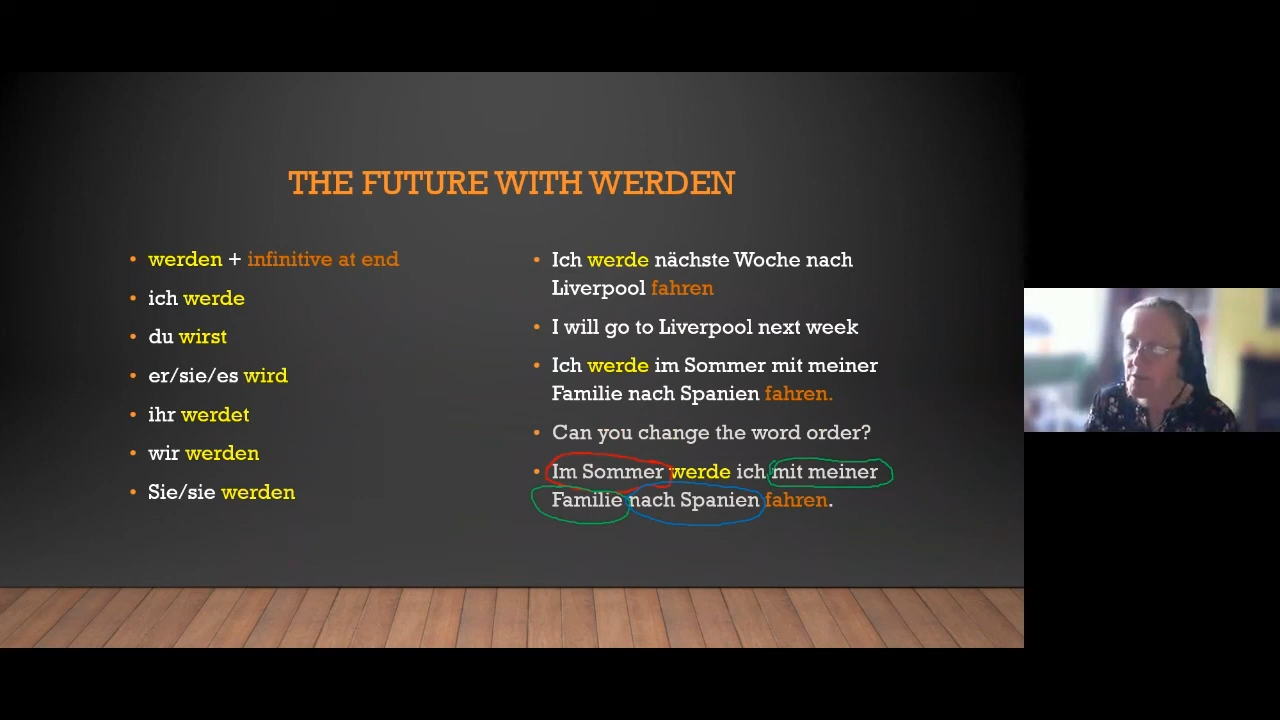 THE FUTURE WITH WERDEN
werden + infinitive at end
ich werde
du wirst
er/sie/es wird
ihr werdet
wir werden
Sie/sie werden
Ich werde nächste Woche nach
Liverpool fahren
I will go to Liverpool next week
Ich werde im Sommer mit meiner
Familie nach Spanien fahren.
Can you change the word order?
Im Sommer werde ich mit meiner
Familie nach Spanien fahren.